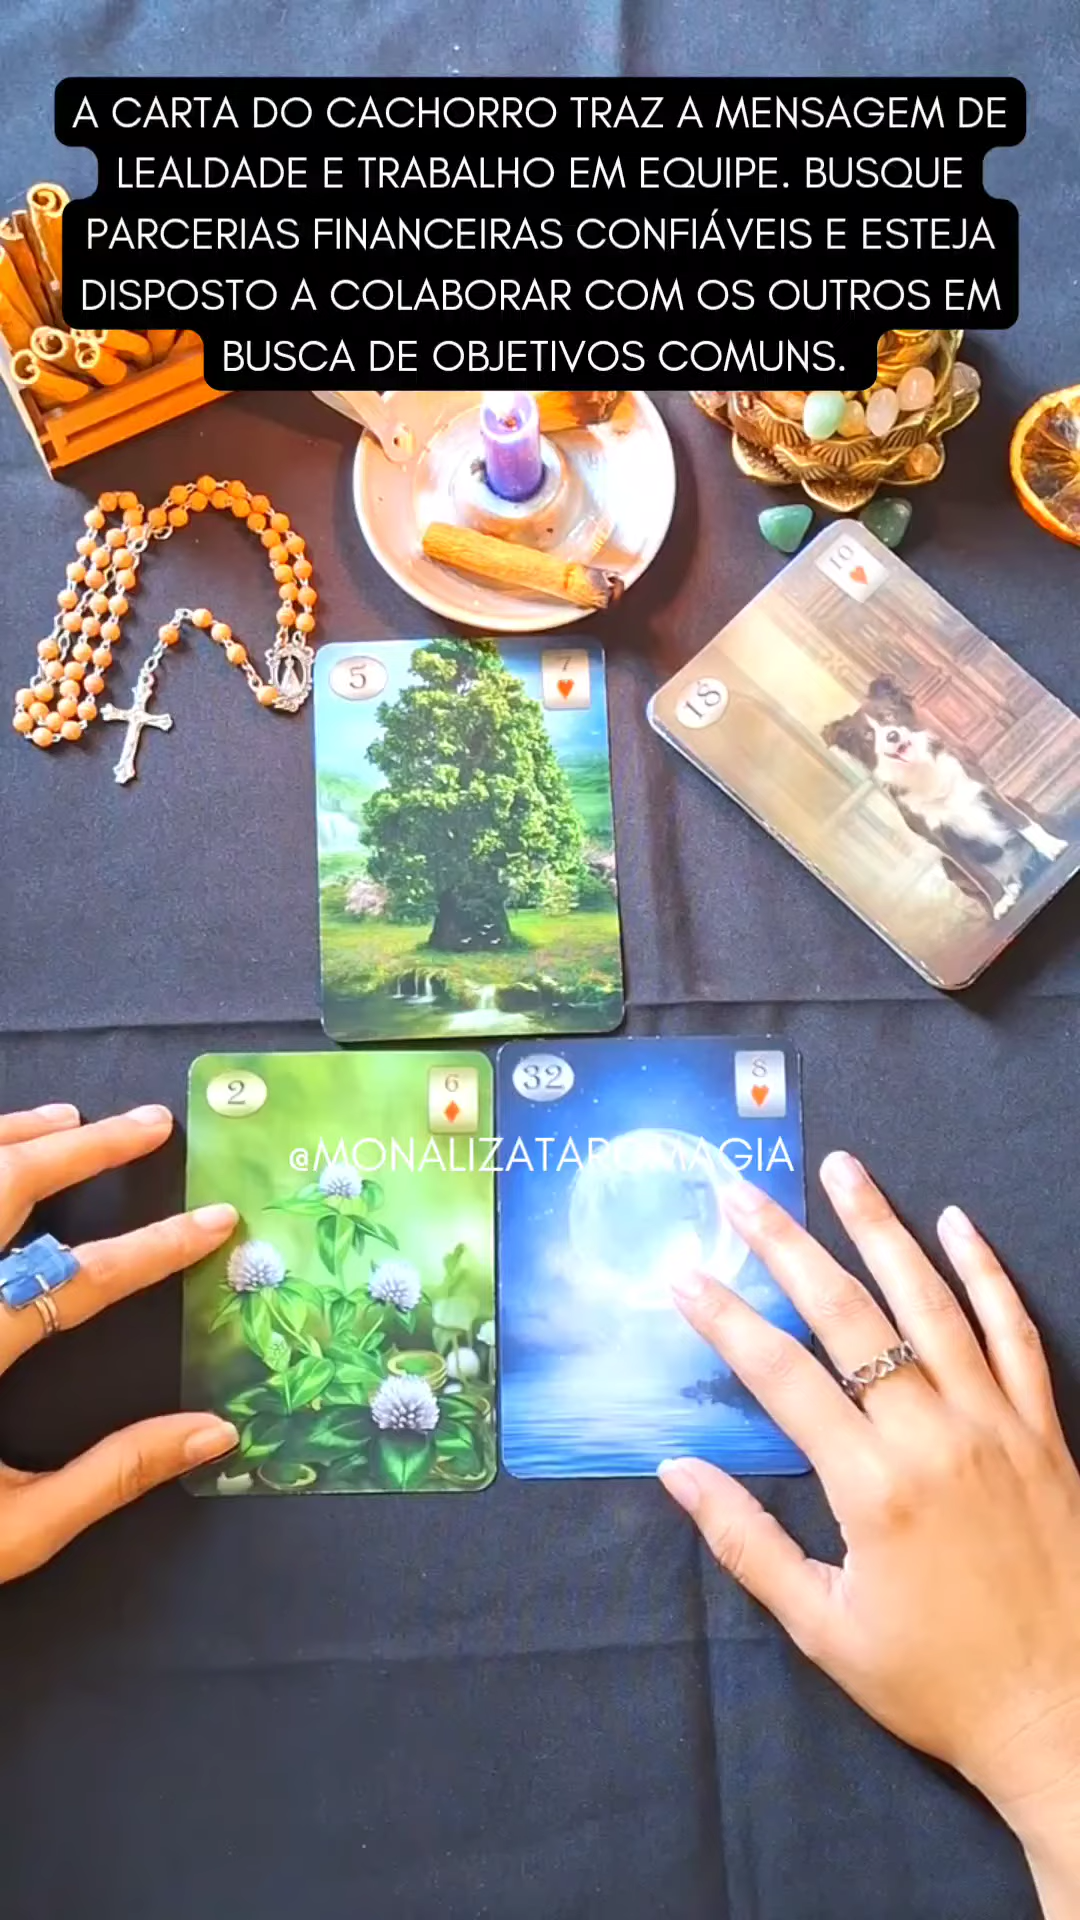 A CARTA DO CACHORRO TRAZ A MENSAGEM DE
LEALDADE E TRABALHO EM EQUIPE. BUSQUE
PARCERIAS FINANCEIRAS CONFIÁVEIS E ESTEJA
DISPOSTO A COLABORAR COM OS OUTROS EM
BUSCA DE OBJETIVOS COMUNS.
10
18
5
7
2
6
32
8
@MONALIZATAROMAGIA